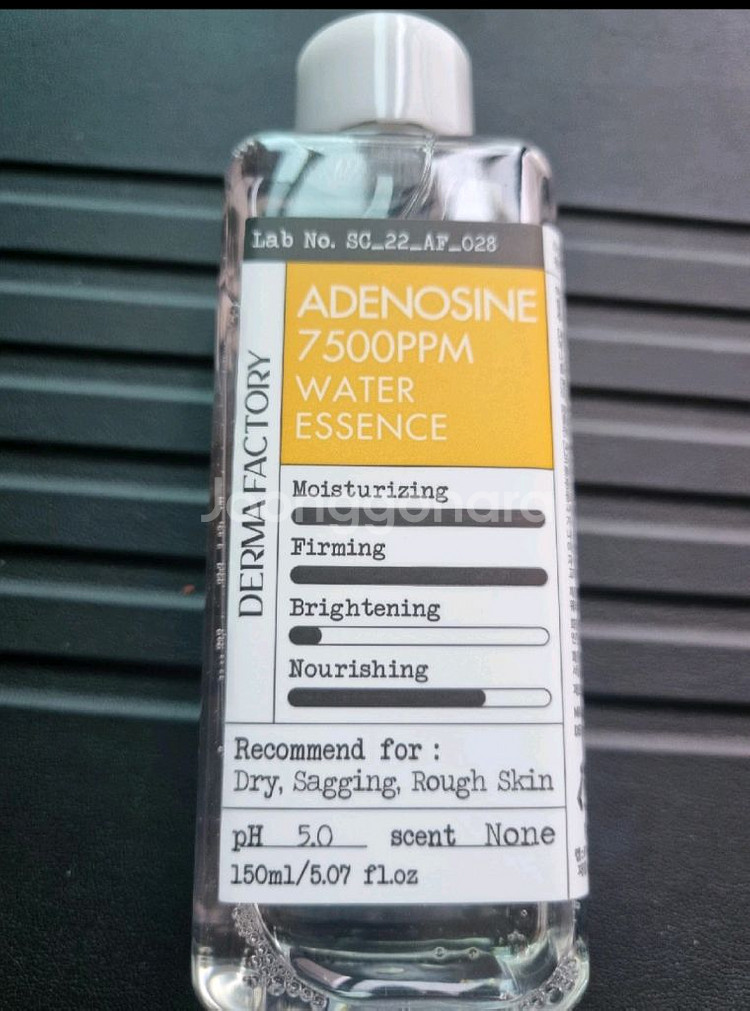 Lab No. SC_22_AF_028
DERMA FACTORY
ADENOSINE
7500PPM
WATER
ESSENCE
Moisturizing
Joonggonara
Firming
Brightening
Nourishing
Recommend for :
Dry, Sagging, Rough Skin
pH 5.0 scent None
150ml/5.07 fl.oz